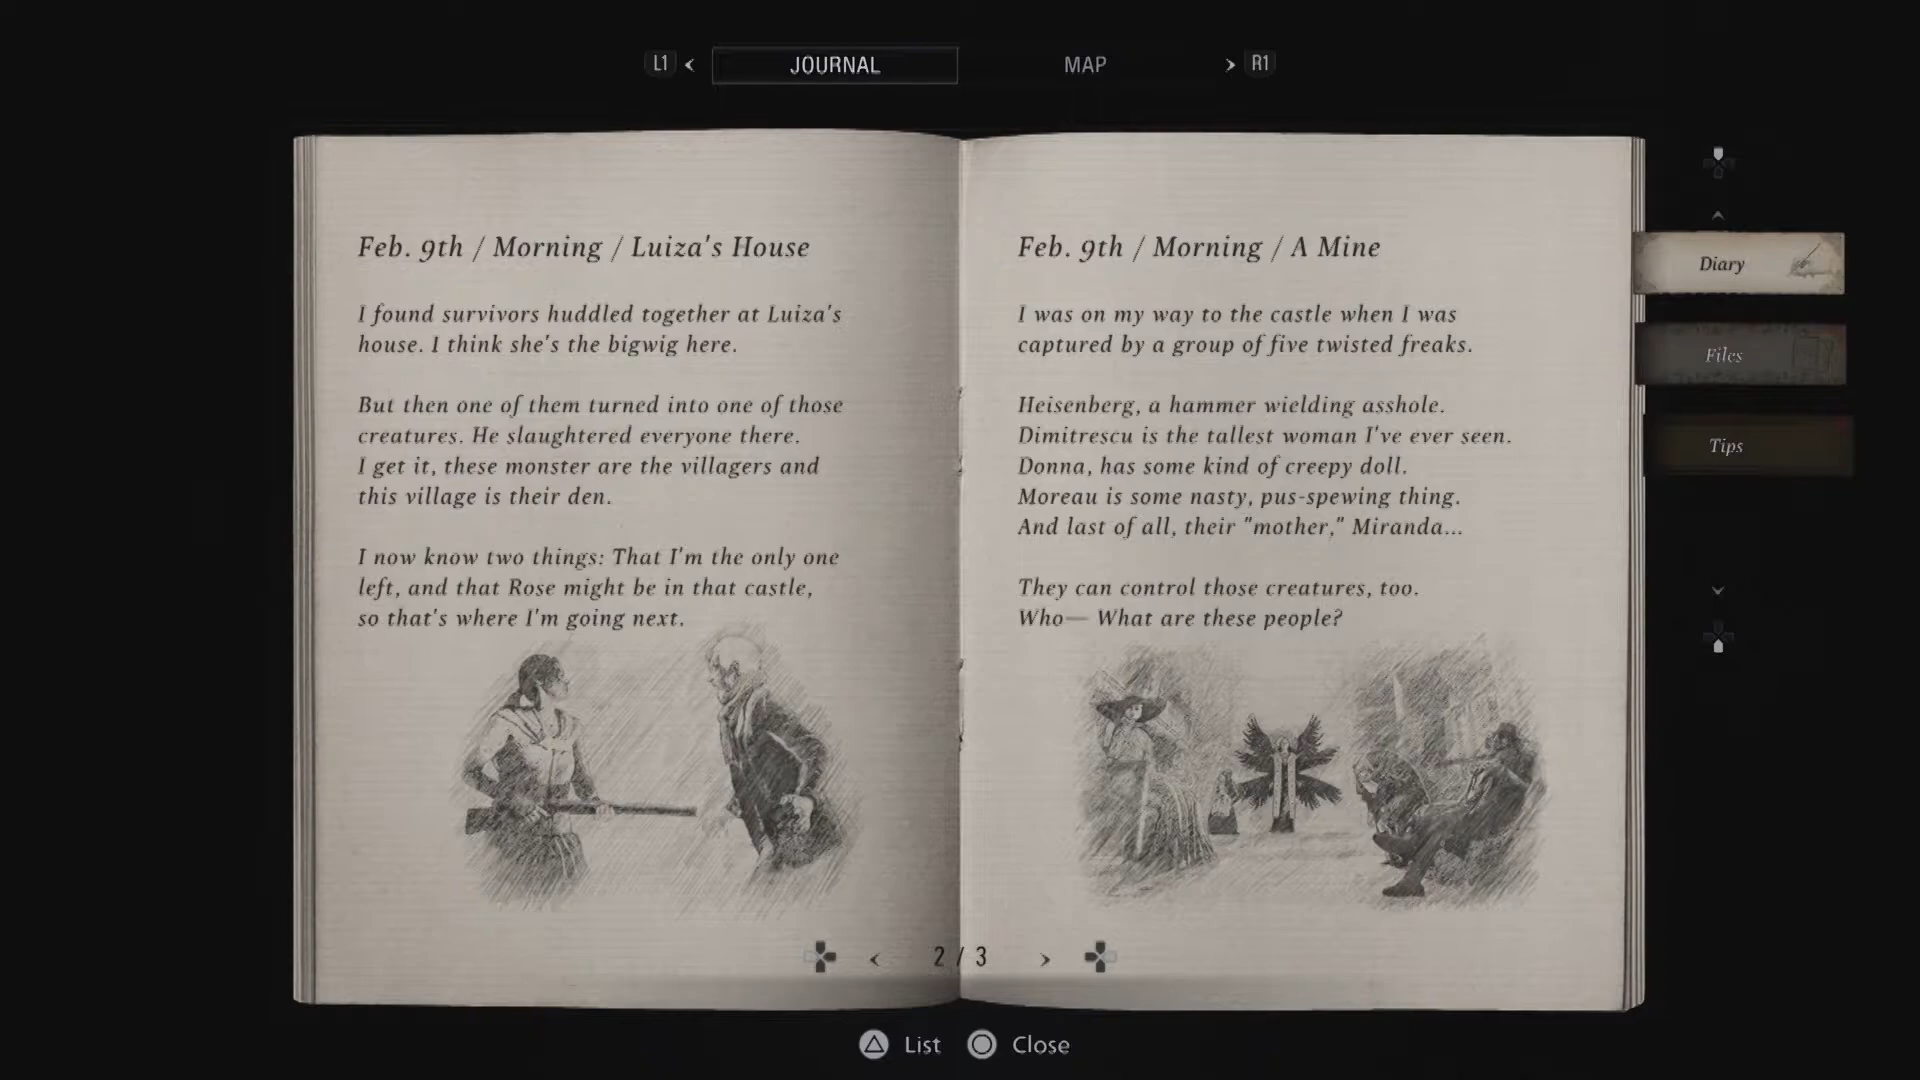 L1 < JOURNAL MAP > R1
Feb. 9th / Morning / Luiza's House
I found survivors huddled together at Luiza's
house. I think she's the bigwig here.
But then one of them turned into one of those
creatures. He slaughtered everyone there.
I get it, these monster are the villagers and
this village is their den.
I now know two things: That I'm the only one
left, and that Rose might be in that castle,
so that's where I'm going next.
Feb. 9th / Morning / A Mine
I was on my way to the castle when I was
captured by a group of five twisted freaks.
Heisenberg, a hammer wielding asshole.
Dimitrescu is the tallest woman I've ever seen.
Donna, has some kind of creepy doll.
Moreau is some nasty, pus-spewing thing.
And last of all, their "mother," Miranda...
They can control those creatures, too.
Who— What are these people?
Diary
Files
Tips
< 2 / 3 >
List Close